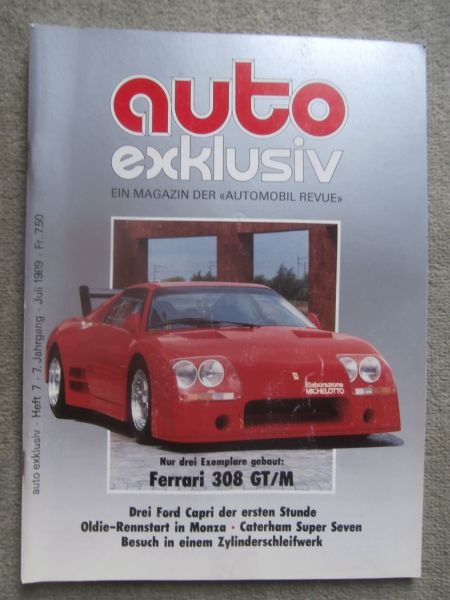 auto
exklusiv
EIN MAGAZIN DER «AUTOMOBIL REVUE»
auto exklusiv · Heft 7 · 7. Jahrgang · Juli 1989 · Fr. 7.50
Elaborazione
MICHELOTTO
Nur drei Exemplare gebaut:
Ferrari 308 GT/M
Drei Ford Capri der ersten Stunde
Oldie-Rennstart in Monza · Caterham Super Seven
Besuch in einem Zylinderschleifwerk